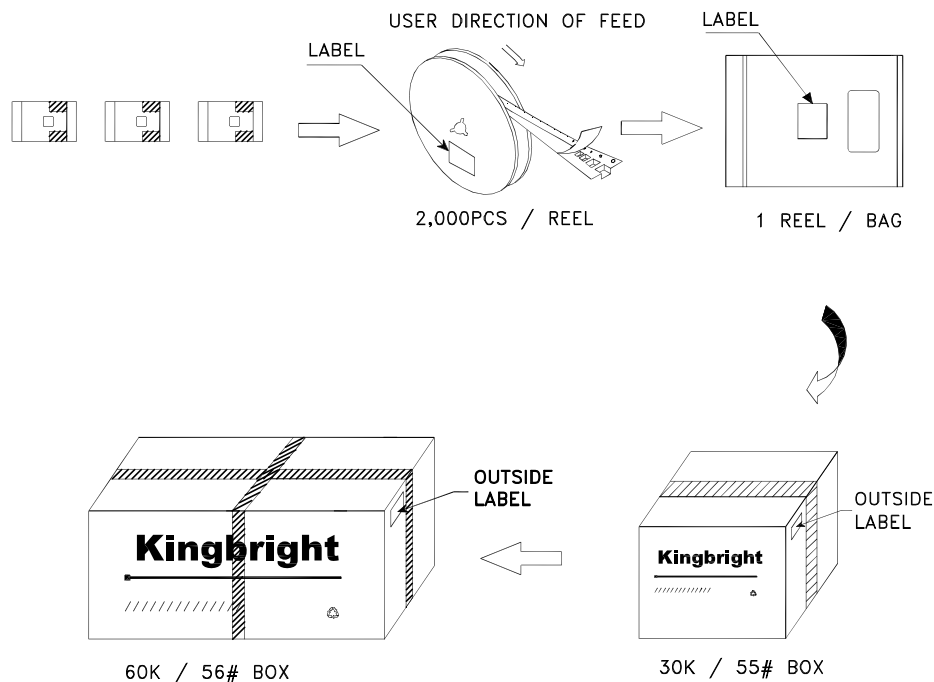 USER DIRECTION OF FEED
LABEL
LABEL
2,000PCS / REEL
1 REEL / BAG
OUTSIDE
LABEL
Kingbright
60K / 56# BOX
OUTSIDE
LABEL
Kingbright
30K / 55# BOX